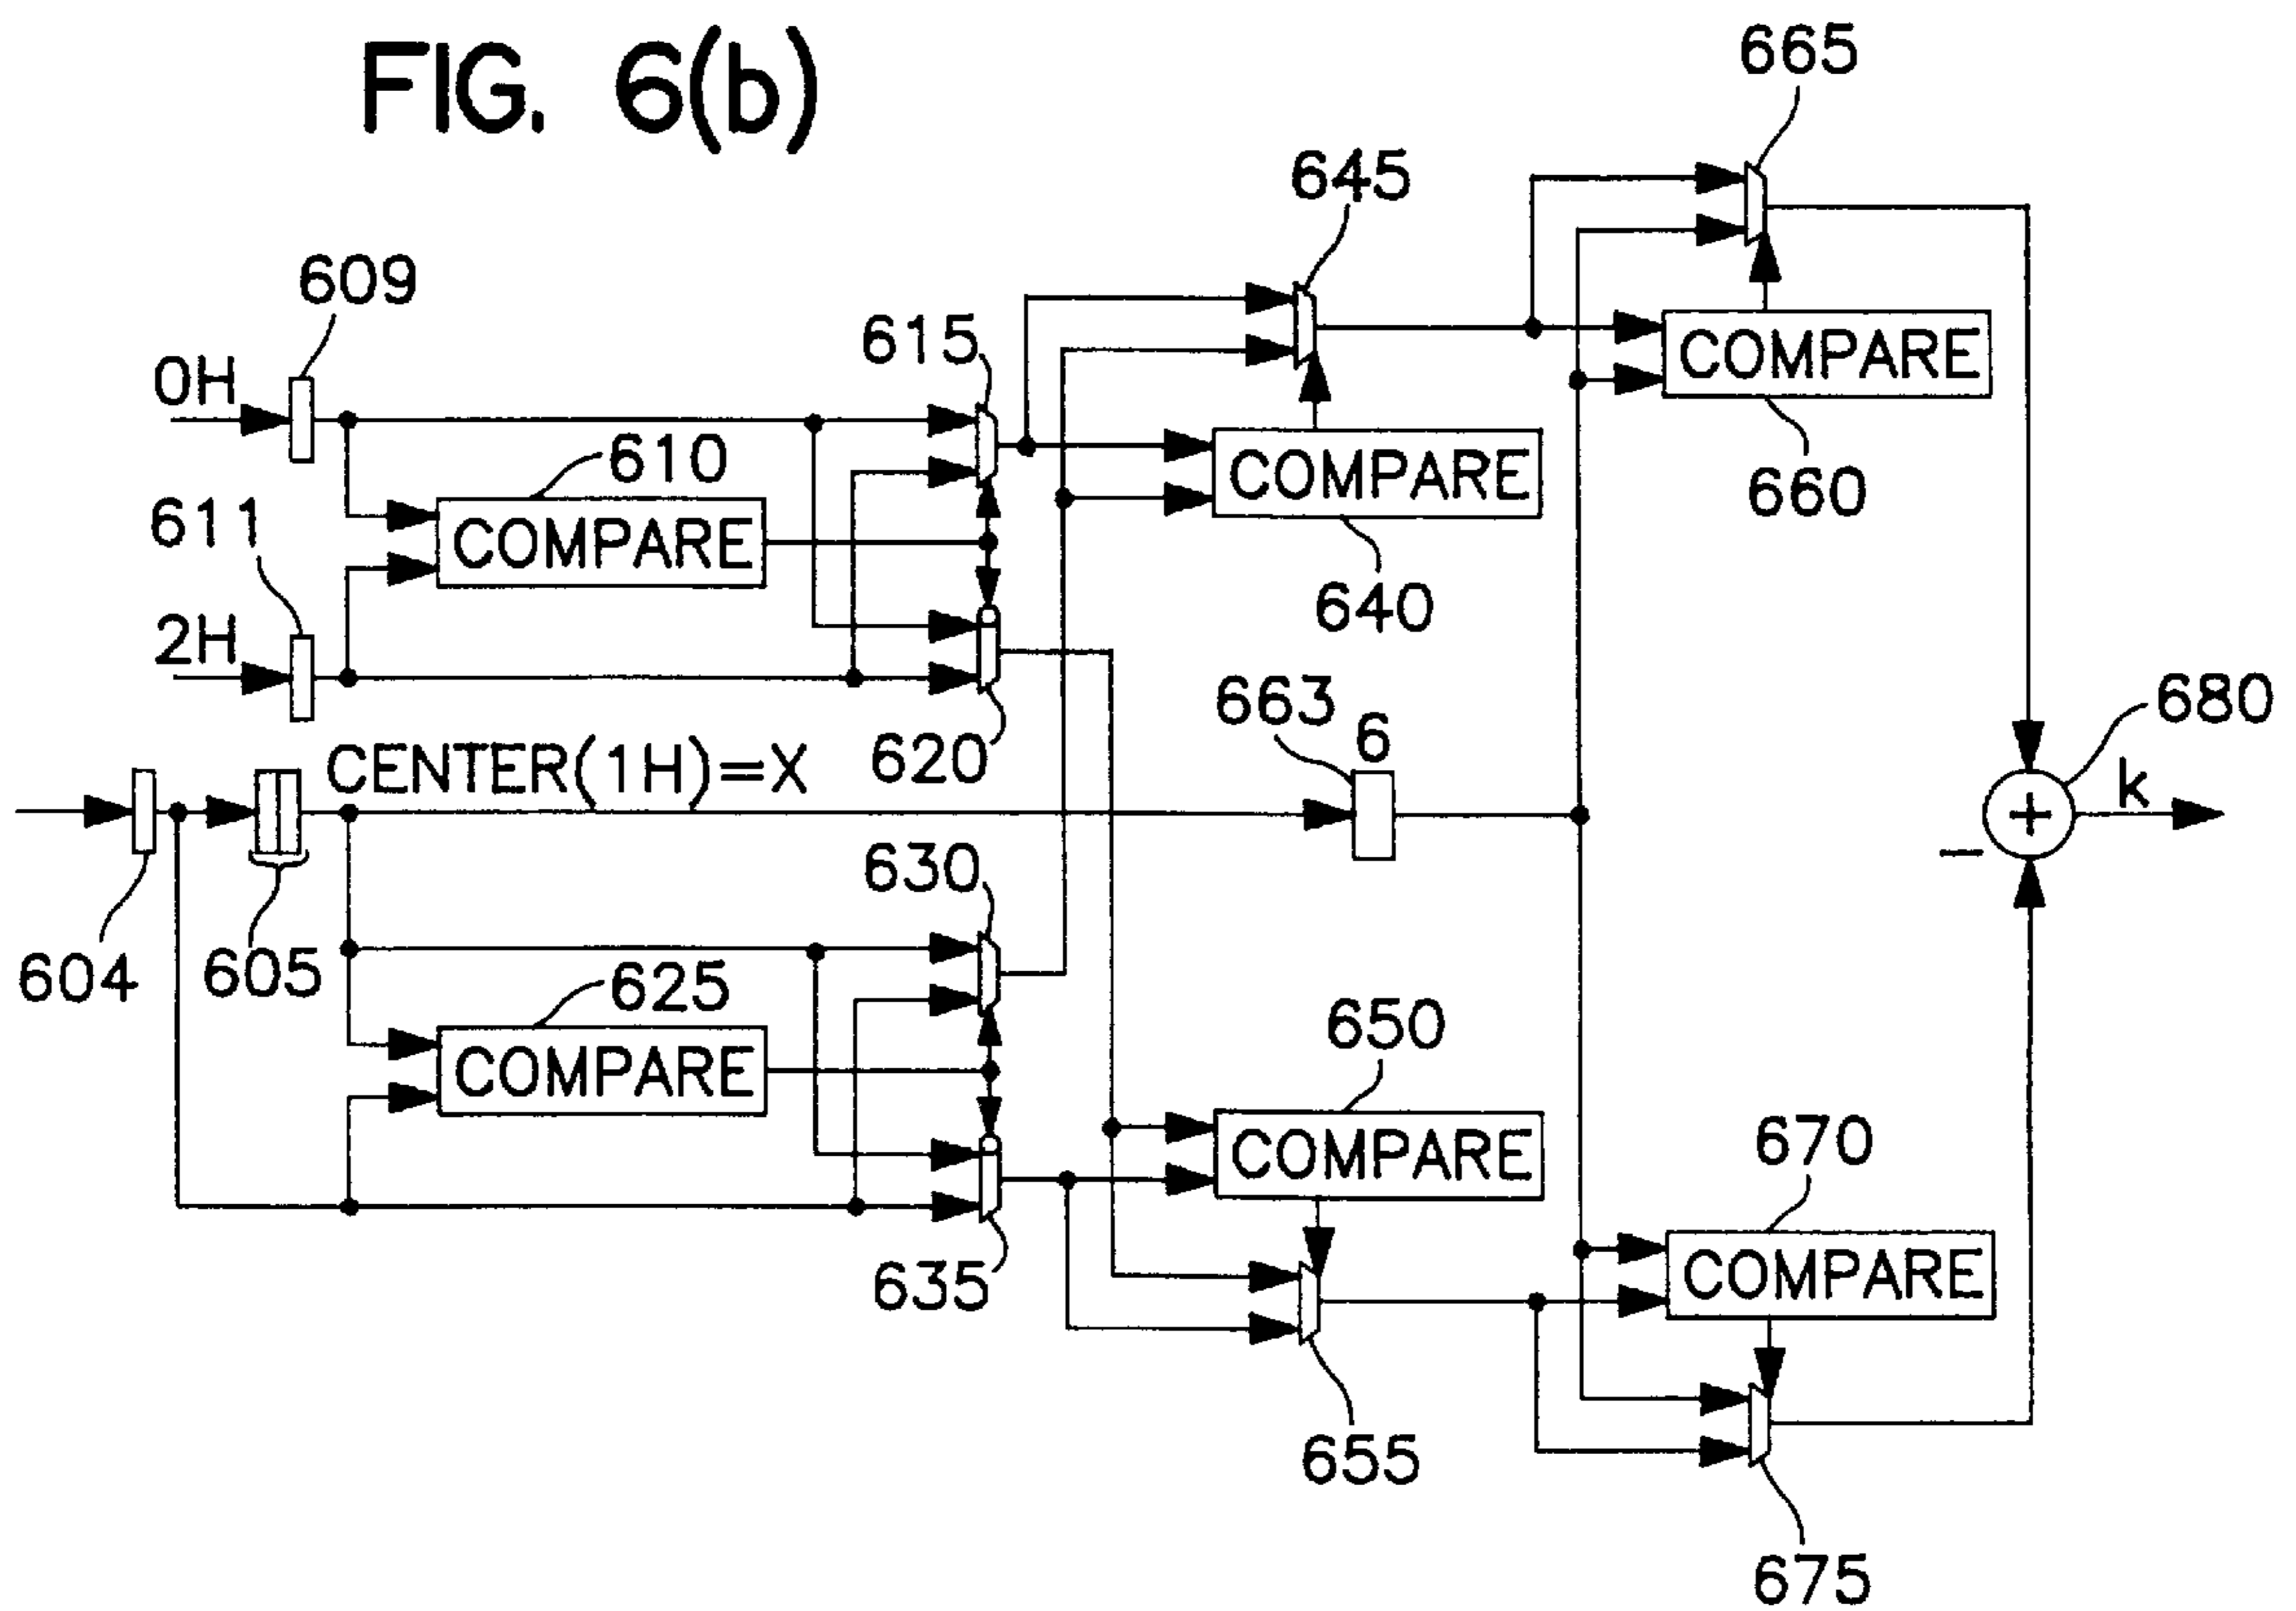 FIG. 6(b)
665
645
609
615
0H
610
COMPARE
COMPARE
660
611
COMPARE
640
2H
663
6
680
620
CENTER(1H)=X
k
+
−
630
604
605
625
650
COMPARE
COMPARE
670
COMPARE
635
655
675